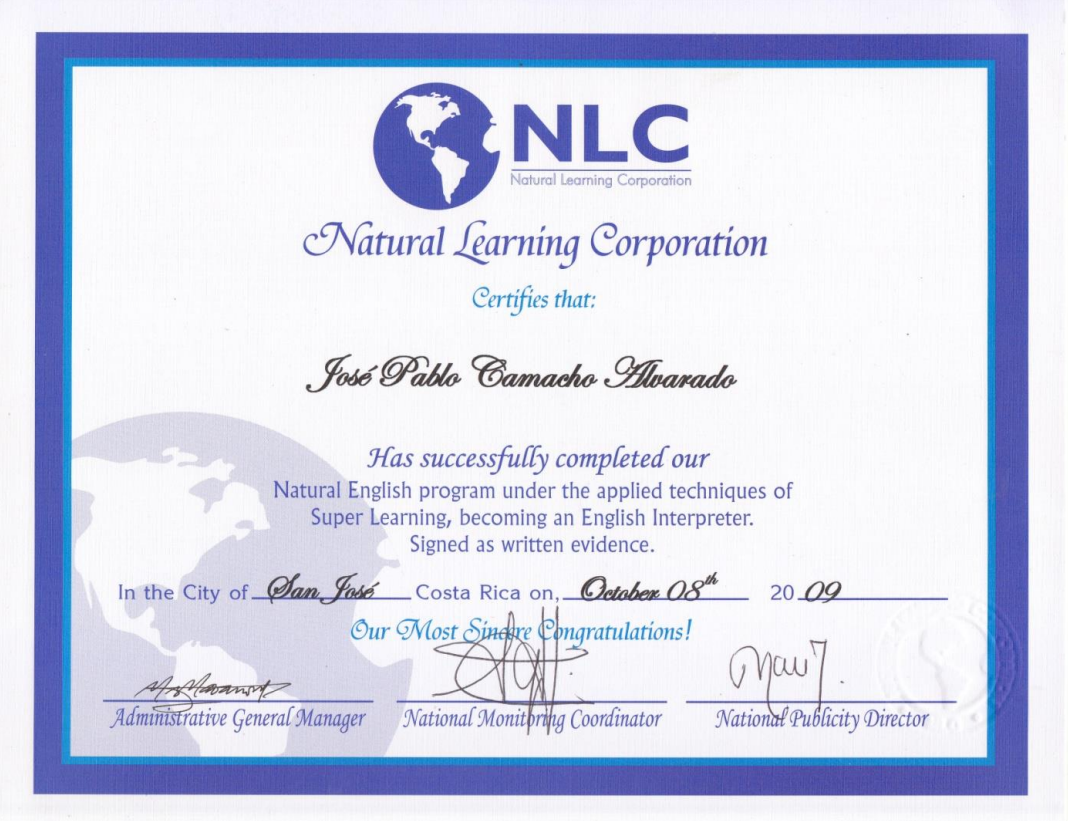 NLC
Natural Learning Corporation
Natural Learning Corporation
Certifies that:
José Pablo Camacho Alvarado
Has successfully completed our
Natural English program under the applied techniques of
Super Learning, becoming an English Interpreter.
Signed as written evidence.
In the City of San José Costa Rica on, October 08th 20 09
Our Most Sincere Congratulations!
Administrative General Manager National Monitoring Coordinator National Publicity Director